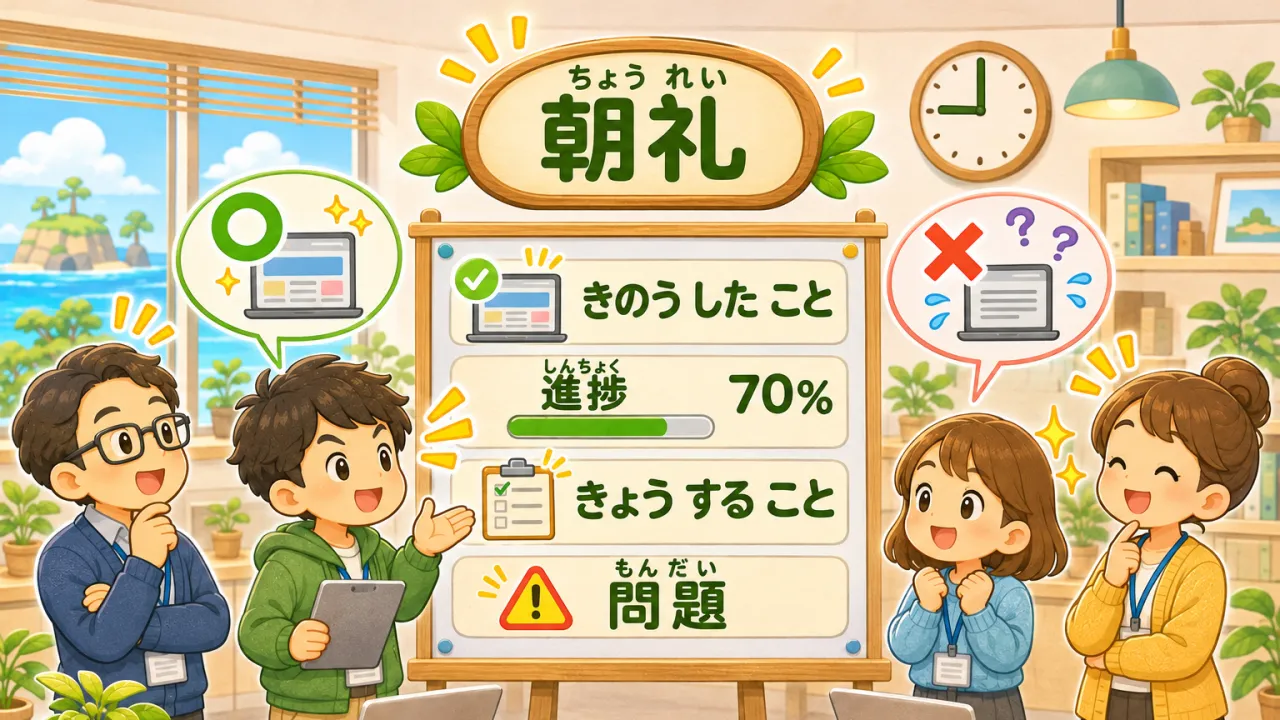 ちょう れい
朝礼
きのう した こと
しんちょく
進捗 70%
きょう する こと
もん だい
問題
? ?
!